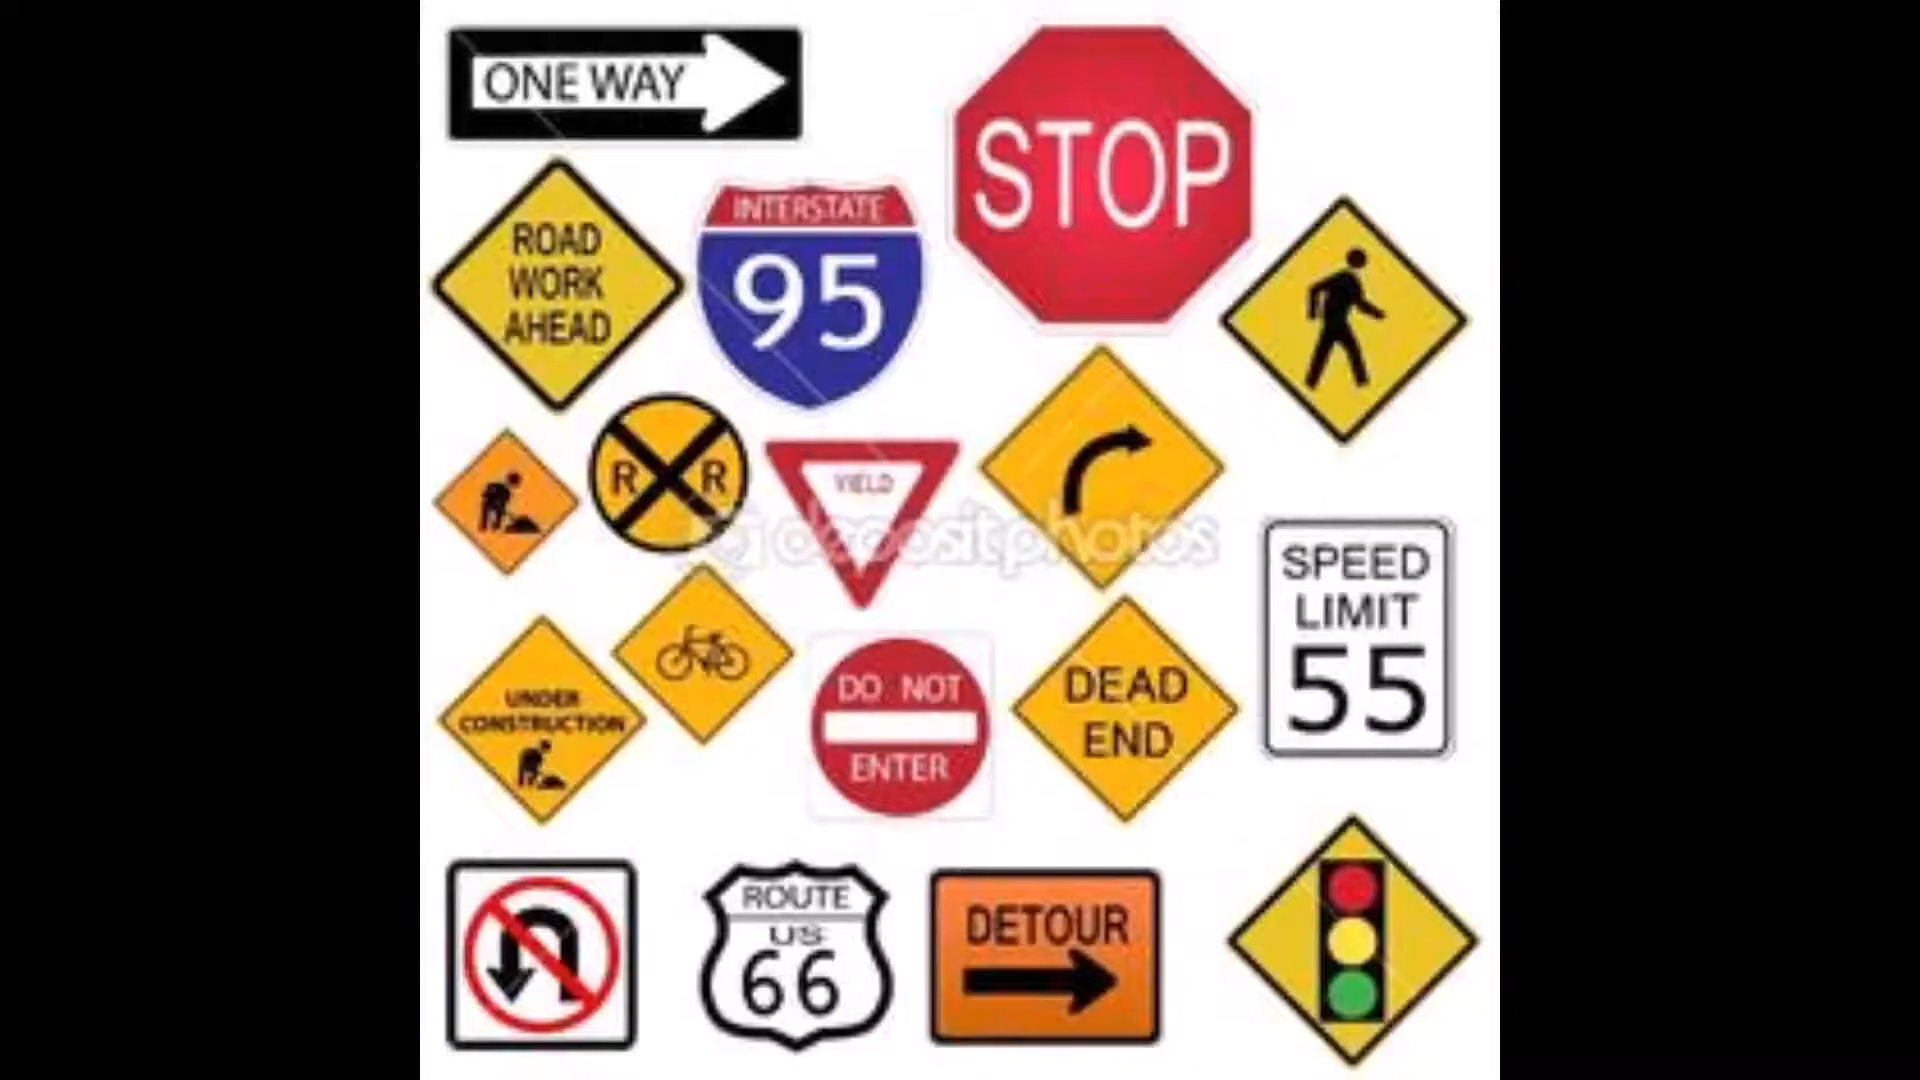 ONE WAY
STOP
ROAD
WORK
AHEAD
INTERSTATE
95
R R
YIELD
depositphotos
SPEED
LIMIT
55
UNDER
CONSTRUCTION
DO NOT
ENTER
DEAD
END
ROUTE
US
66
DETOUR